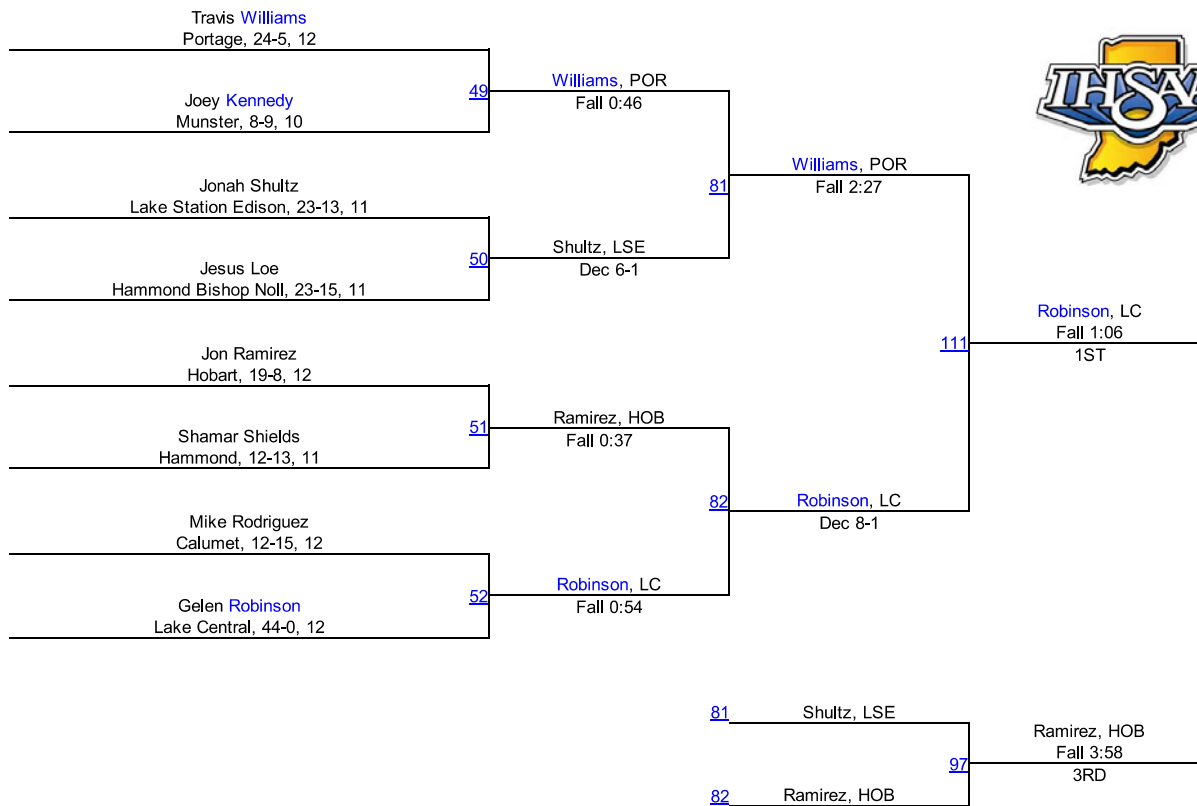 Travis Williams
Portage, 24-5, 12
49
Williams, POR
Fall 0:46
Joey Kennedy
Munster, 8-9, 10
81
Williams, POR
Fall 2:27
Jonah Shultz
Lake Station Edison, 23-13, 11
50
Shultz, LSE
Dec 6-1
Jesus Loe
Hammond Bishop Noll, 23-15, 11
111
Robinson, LC
Fall 1:06
1ST
Jon Ramirez
Hobart, 19-8, 12
51
Ramirez, HOB
Fall 0:37
Shamar Shields
Hammond, 12-13, 11
82
Robinson, LC
Dec 8-1
Mike Rodriguez
Calumet, 12-15, 12
52
Robinson, LC
Fall 0:54
Gelen Robinson
Lake Central, 44-0, 12
81
Shultz, LSE
97
Ramirez, HOB
Fall 3:58
3RD
82
Ramirez, HOB
IHSAA